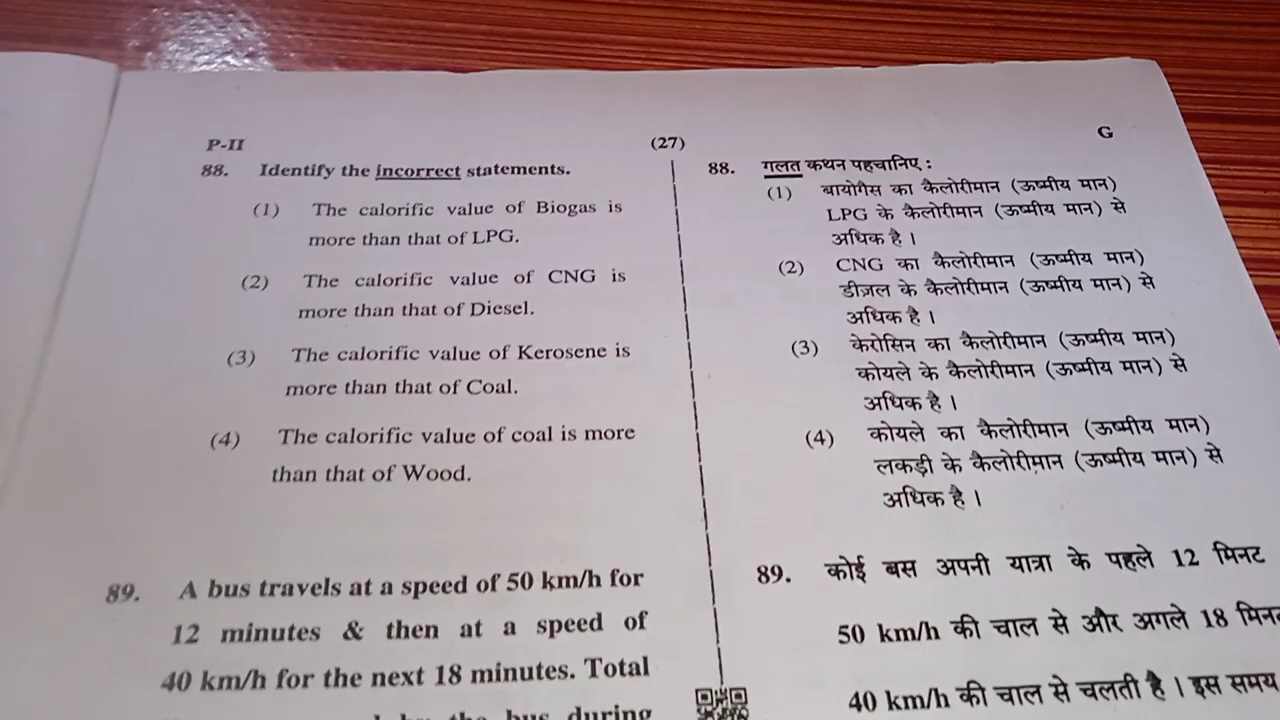 P-II
(27)
G
88. Identify the incorrect statements.
(1) The calorific value of Biogas is
more than that of LPG.
(2) The calorific value of CNG is
more than that of Diesel.
(3) The calorific value of Kerosene is
more than that of Coal.
(4) The calorific value of coal is more
than that of Wood.
89. A bus travels at a speed of 50 km/h for
12 minutes & then at a speed of
40 km/h for the next 18 minutes. Total
by the bus during
88. गलत कथन पहचानिए :
(1) बायोगैस का कैलोरीमान (ऊष्मीय मान)
LPG के कैलोरीमान (ऊष्मीय मान) से
अधिक है ।
(2) CNG का कैलोरीमान (ऊष्मीय मान)
डीज़ल के कैलोरीमान (ऊष्मीय मान) से
अधिक है ।
(3) केरोसिन का कैलोरीमान (ऊष्मीय मान)
कोयले के कैलोरीमान (ऊष्मीय मान) से
अधिक है ।
(4) कोयले का कैलोरीमान (ऊष्मीय मान)
लकड़ी के कैलोरीमान (ऊष्मीय मान) से
अधिक है ।
89. कोई बस अपनी यात्रा के पहले 12 मिनट
50 km/h की चाल से और अगले 18
40 km/h की चाल से चलती है । इस समय